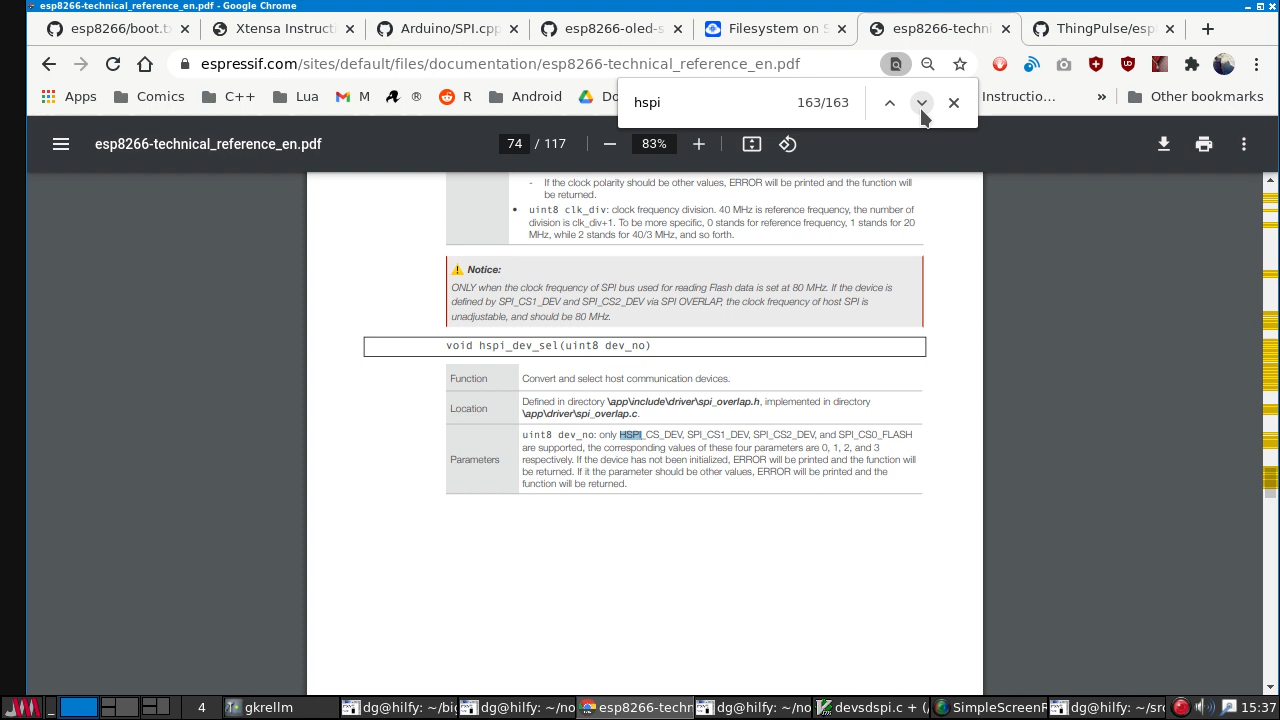 esp8266-technical_reference_en.pdf - Google Chrome
esp8266/boot.tx
Xtensa Instructi
Arduino/SPI.cpp
esp8266-oled-s
Filesystem on S
esp8266-techni
ThingPulse/esp
espressif.com/sites/default/files/documentation/esp8266-technical_reference_en.pdf
Apps
Comics
C++
Lua
M
R
Do
Instructio...
»
Other bookmarks
hspi
163/163
esp8266-technical_reference_en.pdf
74 / 117
83%
- If the clock polarity should be other values, ERROR will be printed and the function will
be returned.
• uint8 clk_div: clock frequency division. 40 MHz is reference frequency, the number of
division is clk_div+1. To be more specific, 0 stands for reference frequency, 1 stands for 20
MHz, while 2 stands for 40/3 MHz, and so forth.
Notice:
ONLY when the clock frequency of SPI bus used for reading Flash data is set at 80 MHz. If the device is
defined by SPI_CS1_DEV and SPI_CS2_DEV via SPI OVERLAP, the clock frequency of host SPI is
unadjustable, and should be 80 MHz.
void hspi_dev_sel(uint8 dev_no)
Function
Convert and select host communication devices.
Location
Defined in directory \app\include\driver\spi_overlap.h, implemented in directory
\app\driver\spi_overlap.c.
Parameters
uint8 dev_no: only HSPI_CS_DEV, SPI_CS1_DEV, SPI_CS2_DEV, and SPI_CS0_FLASH
are supported, the corresponding values of these four parameters are 0, 1, 2, and 3
respectively. If the device has not been initialized, ERROR will be printed and the function will
be returned. If it the parameter should be other values, ERROR will be printed and the
function will be returned.
4
gkrellm
dg@hilfy: ~/bi
dg@hilfy: ~/no
esp8266-techn
dg@hilfy: ~/no
devsdspi.c + (
SimpleScreenR
dg@hilfy: ~/src
15:37